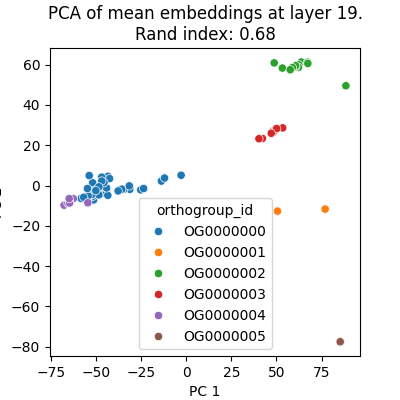 PCA of mean embeddings at layer 19.
Rand index: 0.68
60
40
20
0
−20
−40
−60
−80
orthogroup_id
OG0000000
OG0000001
OG0000002
OG0000003
OG0000004
OG0000005
−75 −50 −25 0 25 50 75
PC 1